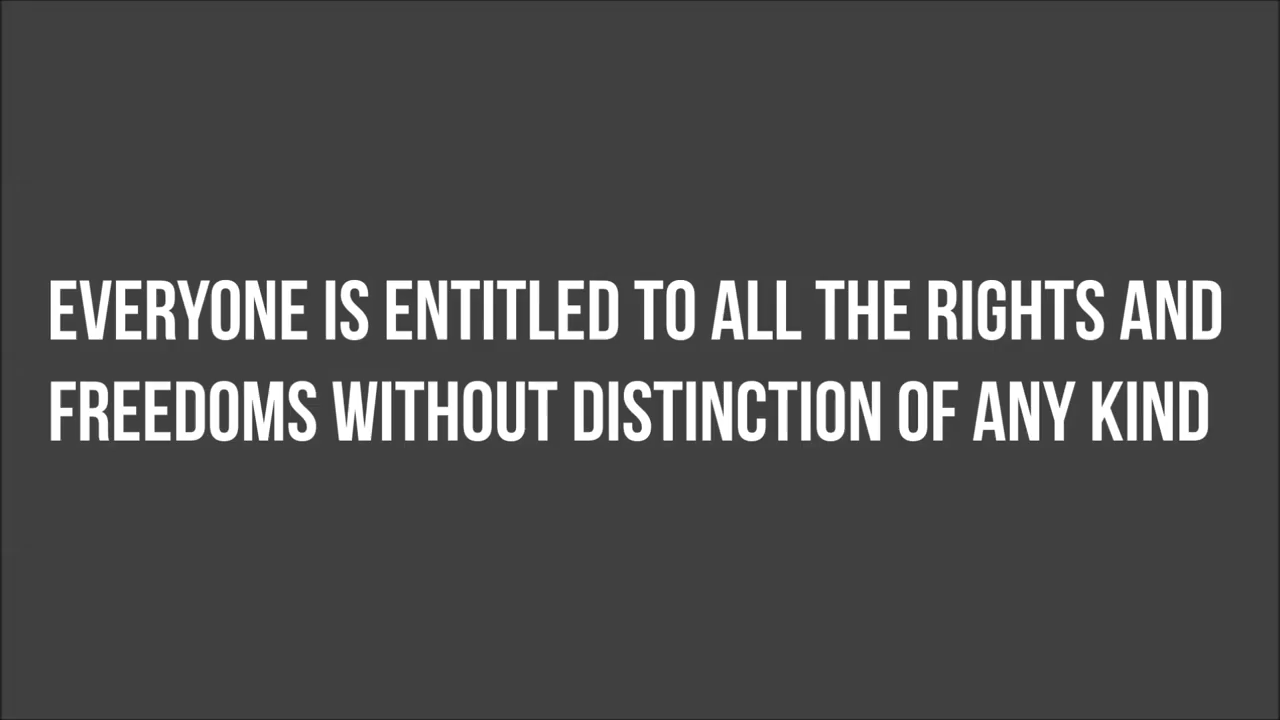 EVERYONE IS ENTITLED TO ALL THE RIGHTS AND
FREEDOMS WITHOUT DISTINCTION OF ANY KIND